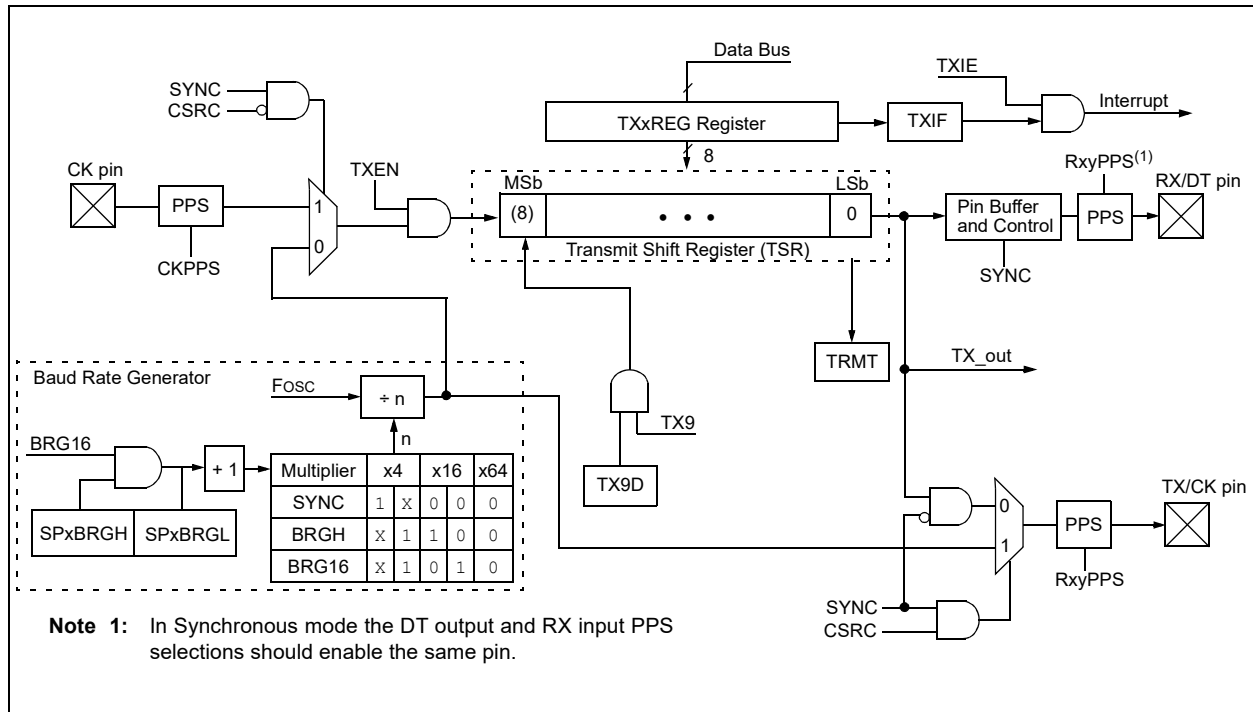 Data Bus
TXIE
SYNC
CSRC
Interrupt
TXxREG Register
TXIF
8
CK pin
TXEN
RxyPPS(1)
RX/DT pin
MSb
LSb
PPS
1
(8)
• • •
0
Pin Buffer
and Control
PPS
0
Transmit Shift Register (TSR)
CKPPS
SYNC
TRMT
TX_out
Baud Rate Generator
FOSC
÷ n
n
TX9
BRG16
+ 1
Multiplier x4 x16 x64
SYNC 1 X 0 0 0
BRGH X 1 1 0 0
BRG16 X 1 0 1 0
SPxBRGH SPxBRGL
TX9D
TX/CK pin
0
PPS
1
RxyPPS
SYNC
CSRC
Note 1: In Synchronous mode the DT output and RX input PPS
selections should enable the same pin.